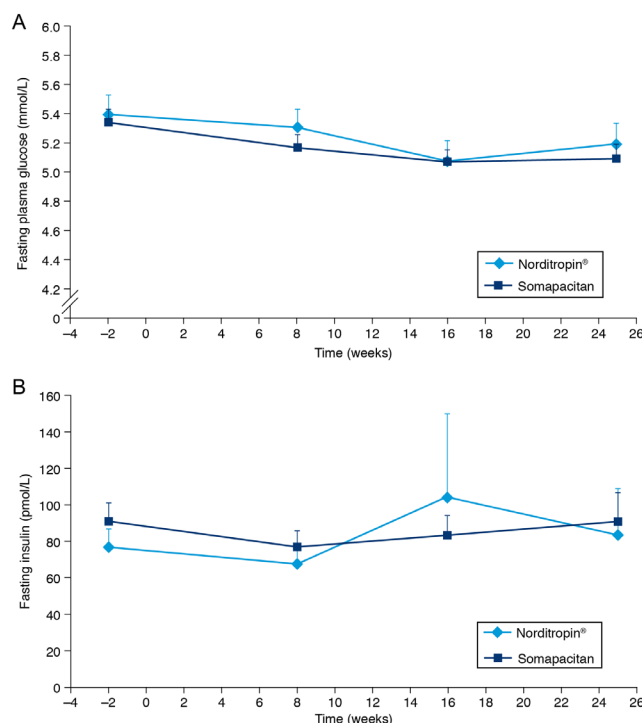 A
Fasting plasma glucose (mmol/L)
6.0
5.8
5.6
5.4
5.2
5.0
4.8
4.6
4.4
4.2
0
Norditropin®
Somapacitan
–4 –2 0 2 4 6 8 10 12 14 16 18 20 22 24 26
Time (weeks)
B
Fasting insulin (pmol/L)
160
140
120
100
80
60
40
20
0
Norditropin®
Somapacitan
–4 –2 0 2 4 6 8 10 12 14 16 18 20 22 24 26
Time (weeks)